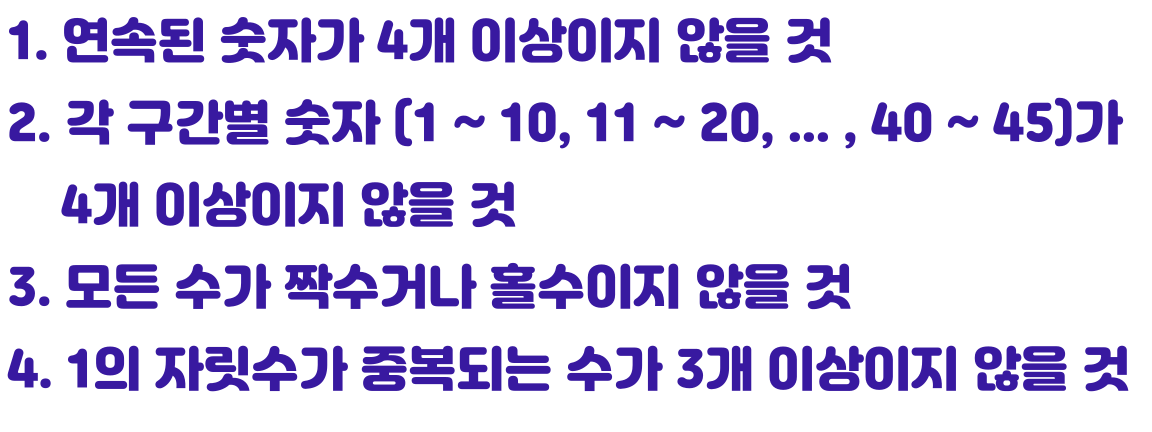 1. 연속된 숫자가 4개 이상이지 않을 것
2. 각 구간별 숫자 (1 ~ 10, 11 ~ 20, ... , 40 ~ 45)가
4개 이상이지 않을 것
3. 모든 수가 짝수거나 홀수이지 않을 것
4. 1의 자릿수가 중복되는 수가 3개 이상이지 않을 것